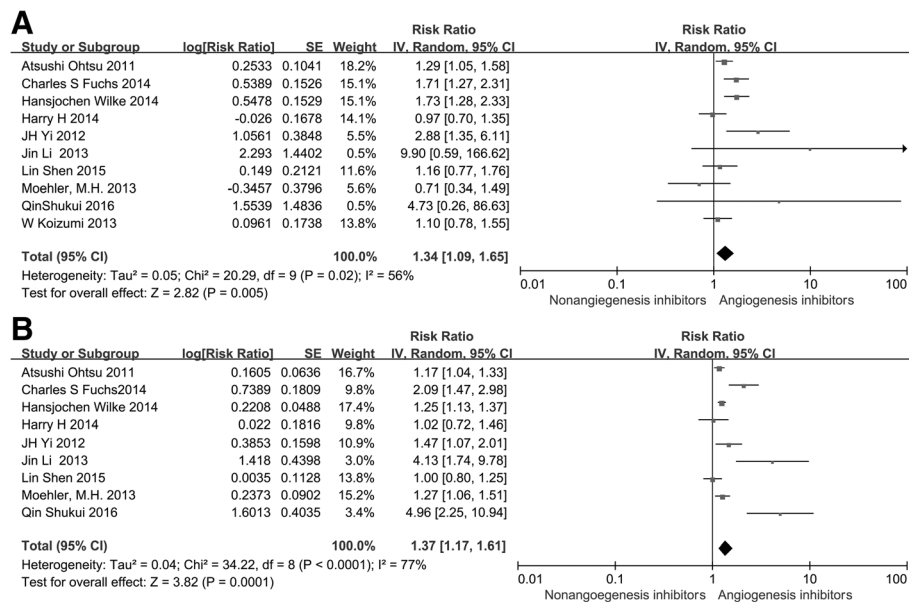 A
Risk Ratio Risk Ratio
Study or Subgroup log[Risk Ratio] SE Weight IV, Random, 95% CI IV, Random, 95% CI
Atsushi Ohtsu 2011 0.2533 0.1041 18.2% 1.29 [1.05, 1.58]
Charles S Fuchs 2014 0.5389 0.1526 15.1% 1.71 [1.27, 2.31]
Hansjochen Wilke 2014 0.5478 0.1529 15.1% 1.73 [1.28, 2.33]
Harry H 2014 -0.026 0.1678 14.1% 0.97 [0.70, 1.35]
JH Yi 2012 1.0561 0.3848 5.5% 2.88 [1.35, 6.11]
Jin Li 2013 2.293 1.4402 0.5% 9.90 [0.59, 166.62]
Lin Shen 2015 0.149 0.2121 11.6% 1.16 [0.77, 1.76]
Moehler, M.H. 2013 -0.3457 0.3796 5.6% 0.71 [0.34, 1.49]
QinShukui 2016 1.5539 1.4836 0.5% 4.73 [0.26, 86.63]
W Koizumi 2013 0.0961 0.1738 13.8% 1.10 [0.78, 1.55]
Total (95% CI) 100.0% 1.34 [1.09, 1.65]
Heterogeneity: Tau² = 0.05; Chi² = 20.29, df = 9 (P = 0.02); I² = 56%
Test for overall effect: Z = 2.82 (P = 0.005)
0.01 0.1 1 10 100
Nonangiegenesis inhibitors Angiogenesis inhibitors
B
Risk Ratio Risk Ratio
Study or Subgroup log[Risk Ratio] SE Weight IV, Random, 95% CI IV, Random, 95% CI
Atsushi Ohtsu 2011 0.1605 0.0636 16.7% 1.17 [1.04, 1.33]
Charles S Fuchs2014 0.7389 0.1809 9.8% 2.09 [1.47, 2.98]
Hansjochen Wilke 2014 0.2208 0.0488 17.4% 1.25 [1.13, 1.37]
Harry H 2014 0.022 0.1816 9.8% 1.02 [0.72, 1.46]
JH Yi 2012 0.3853 0.1598 10.9% 1.47 [1.07, 2.01]
Jin Li 2013 1.418 0.4398 3.0% 4.13 [1.74, 9.78]
Lin Shen 2015 0.0035 0.1128 13.8% 1.00 [0.80, 1.25]
Moehler, M.H. 2013 0.2373 0.0902 15.2% 1.27 [1.06, 1.51]
Qin Shukui 2016 1.6013 0.4035 3.4% 4.96 [2.25, 10.94]
Total (95% CI) 100.0% 1.37 [1.17, 1.61]
Heterogeneity: Tau² = 0.04; Chi² = 34.22, df = 8 (P < 0.0001); I² = 77%
Test for overall effect: Z = 3.82 (P = 0.0001)
0.01 0.1 1 10 100
Nonangoegenesis inhibitors Angiogenesis inhibitors